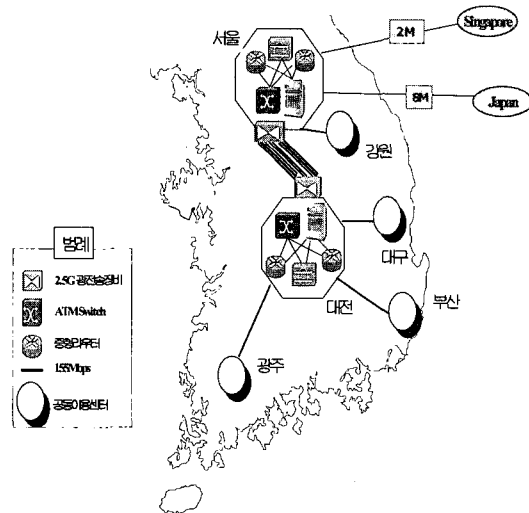 서울
2M
Singapore
8M
Japan
강원
대구
대전
부산
광주
범례
2.5G 광전송장비
ATM Switch
중형라우터
155Mbps
공동이용센터